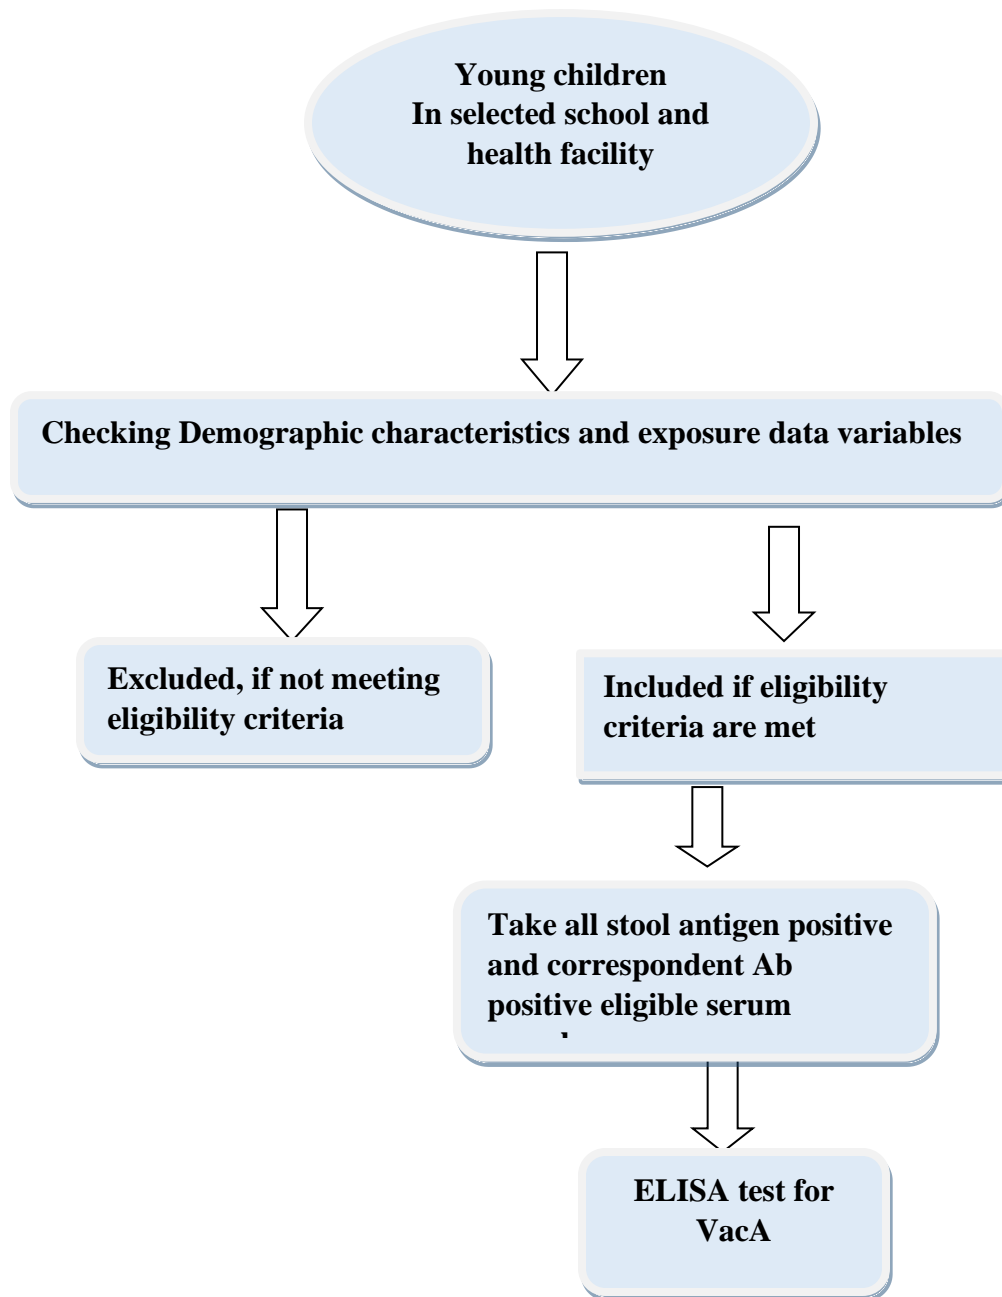 Young children
In selected school and
health facility
Checking Demographic characteristics and exposure data variables
Excluded, if not meeting
eligibility criteria
Included if eligibility
criteria are met
Take all stool antigen positive
and correspondent Ab
positive eligible serum
ELISA test for
VacA